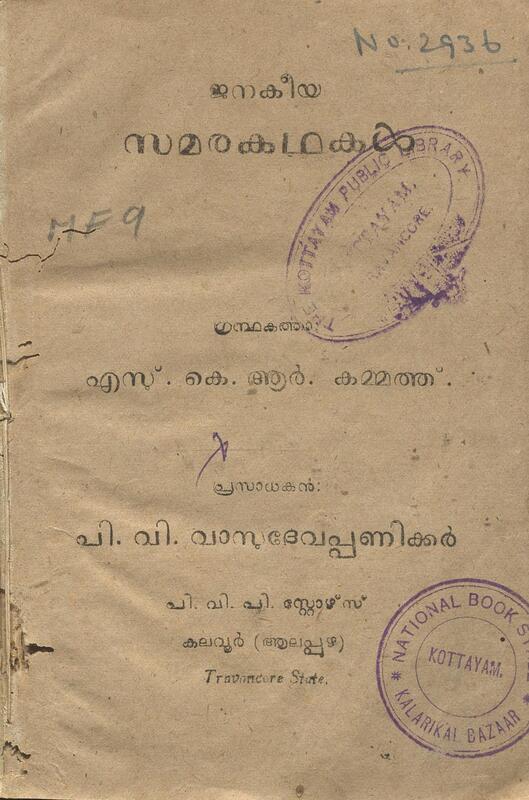 No. 2936
ജനകീയ
സമരകഥകൾ
THE KOTTAYAM PUBLIC LIBRARY
KOTTAYAM.
TRAVANCORE.
MF9
ഗ്രന്ഥകർത്താ:
എസ്. കെ. ആർ. കമ്മത്ത്.
പ്രസാധകൻ:
പി. വി. വാസുദേവപ്പണിക്കർ
പി. വി. പി. സ്റ്റോഴ്സ്
കലവൂർ (ആലപ്പുഴ)
Travancore State.
NATIONAL BOOK
KOTTAYAM.
KALARIKAL BAZAAR